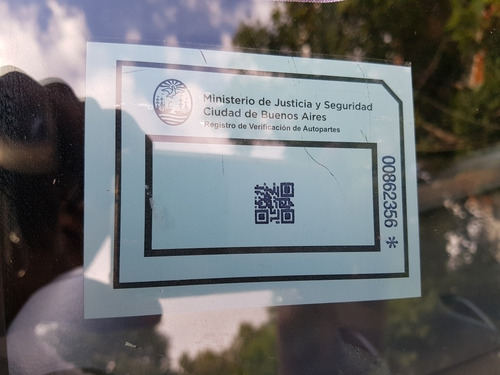 Ministerio de Justicia y Seguridad
Ciudad de Buenos Aires
Registro de Verificación de Autopartes
00862356 *